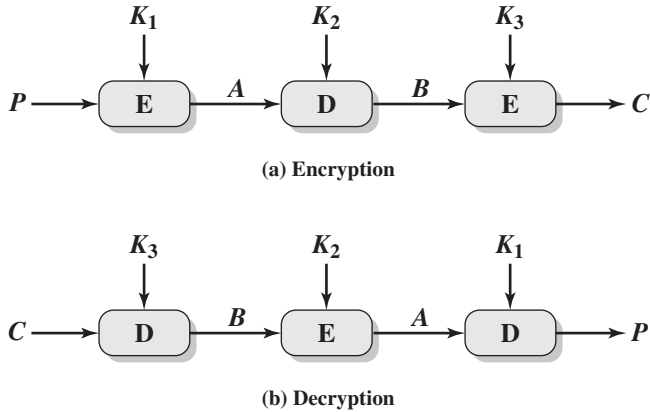 K1 K2 K3
P E A D B E C
(a) Encryption
K3 K2 K1
C D B E A D P
(b) Decryption